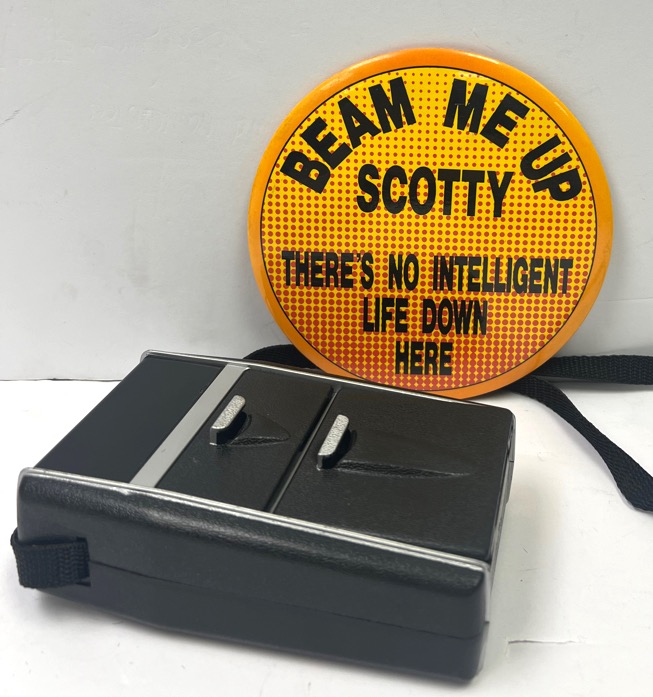 BEAM ME UP
SCOTTY
THERE'S NO INTELLIGENT
LIFE DOWN
HERE